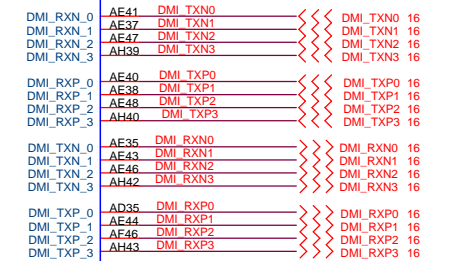 DMI_RXN_0 AE41 DMI_TXN0 DMI_TXN0 16
DMI_RXN_1 AE37 DMI_TXN1 DMI_TXN1 16
DMI_RXN_2 AE47 DMI_TXN2 DMI_TXN2 16
DMI_RXN_3 AH39 DMI_TXN3 DMI_TXN3 16
DMI_RXP_0 AE40 DMI_TXP0 DMI_TXP0 16
DMI_RXP_1 AE38 DMI_TXP1 DMI_TXP1 16
DMI_RXP_2 AE48 DMI_TXP2 DMI_TXP2 16
DMI_RXP_3 AH40 DMI_TXP3 DMI_TXP3 16
DMI_TXN_0 AE35 DMI_RXN0 DMI_RXN0 16
DMI_TXN_1 AE43 DMI_RXN1 DMI_RXN1 16
DMI_TXN_2 AE46 DMI_RXN2 DMI_RXN2 16
DMI_TXN_3 AH42 DMI_RXN3 DMI_RXN3 16
DMI_TXP_0 AD35 DMI_RXP0 DMI_RXP0 16
DMI_TXP_1 AE44 DMI_RXP1 DMI_RXP1 16
DMI_TXP_2 AF46 DMI_RXP2 DMI_RXP2 16
DMI_TXP_3 AH43 DMI_RXP3 DMI_RXP3 16